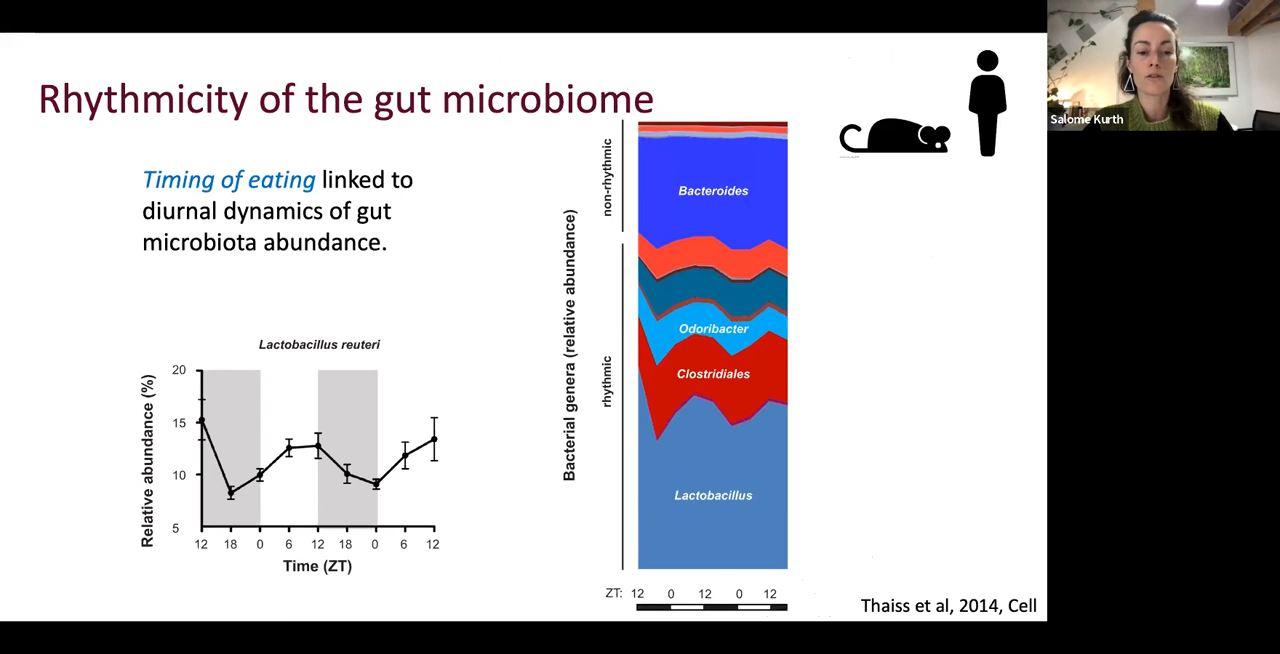 Rhythmicity of the gut microbiome
Salome Kurth
Timing of eating linked to
diurnal dynamics of gut
microbiota abundance.
Lactobacillus reuteri
Relative abundance (%)
20
15
10
5
12 18 0 6 12 18 0 6 12
Time (ZT)
Bacterial genera (relative abundance)
non-rhythmic
rhythmic
Bacteroides
Odoribacter
Clostridiales
Lactobacillus
ZT: 12 0 12 0 12
Thaiss et al, 2014, Cell